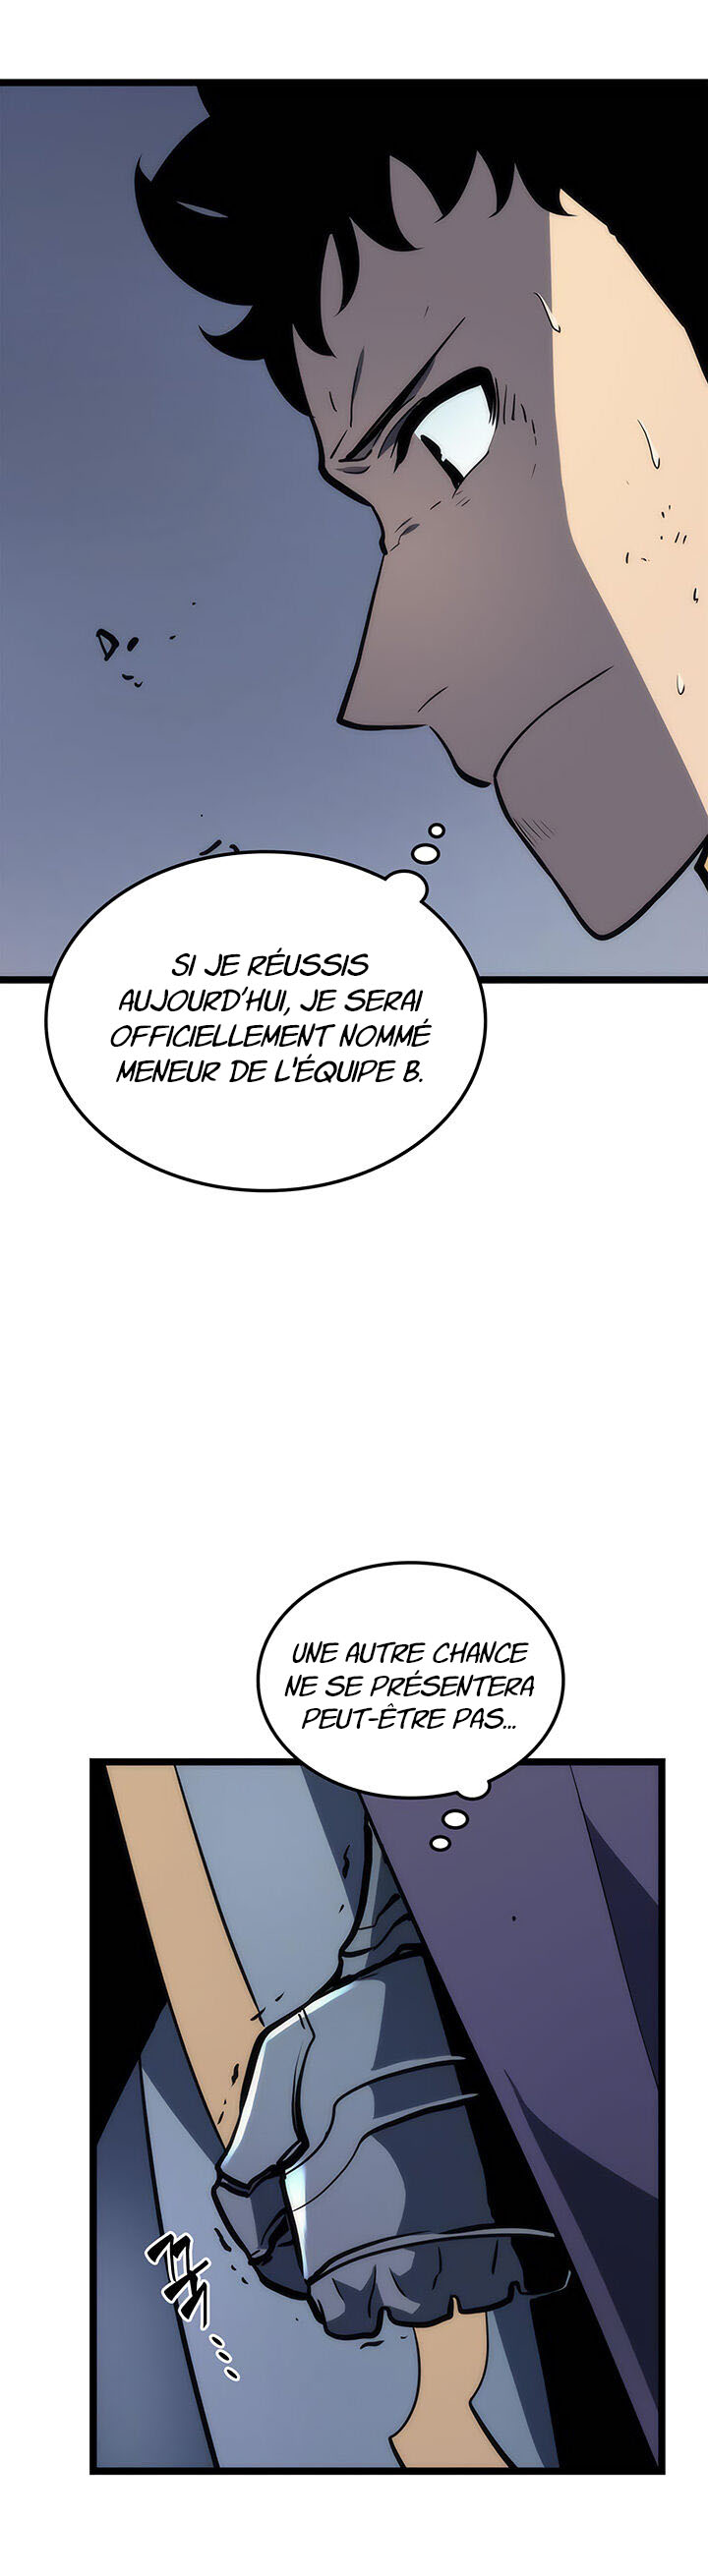 SI JE RÉUSSIS
AUJOURD'HUI, JE SERAI
OFFICIELLEMENT NOMMÉ
MENEUR DE L'ÉQUIPE B.
UNE AUTRE CHANCE
NE SE PRÉSENTERA
PEUT-ÊTRE PAS...